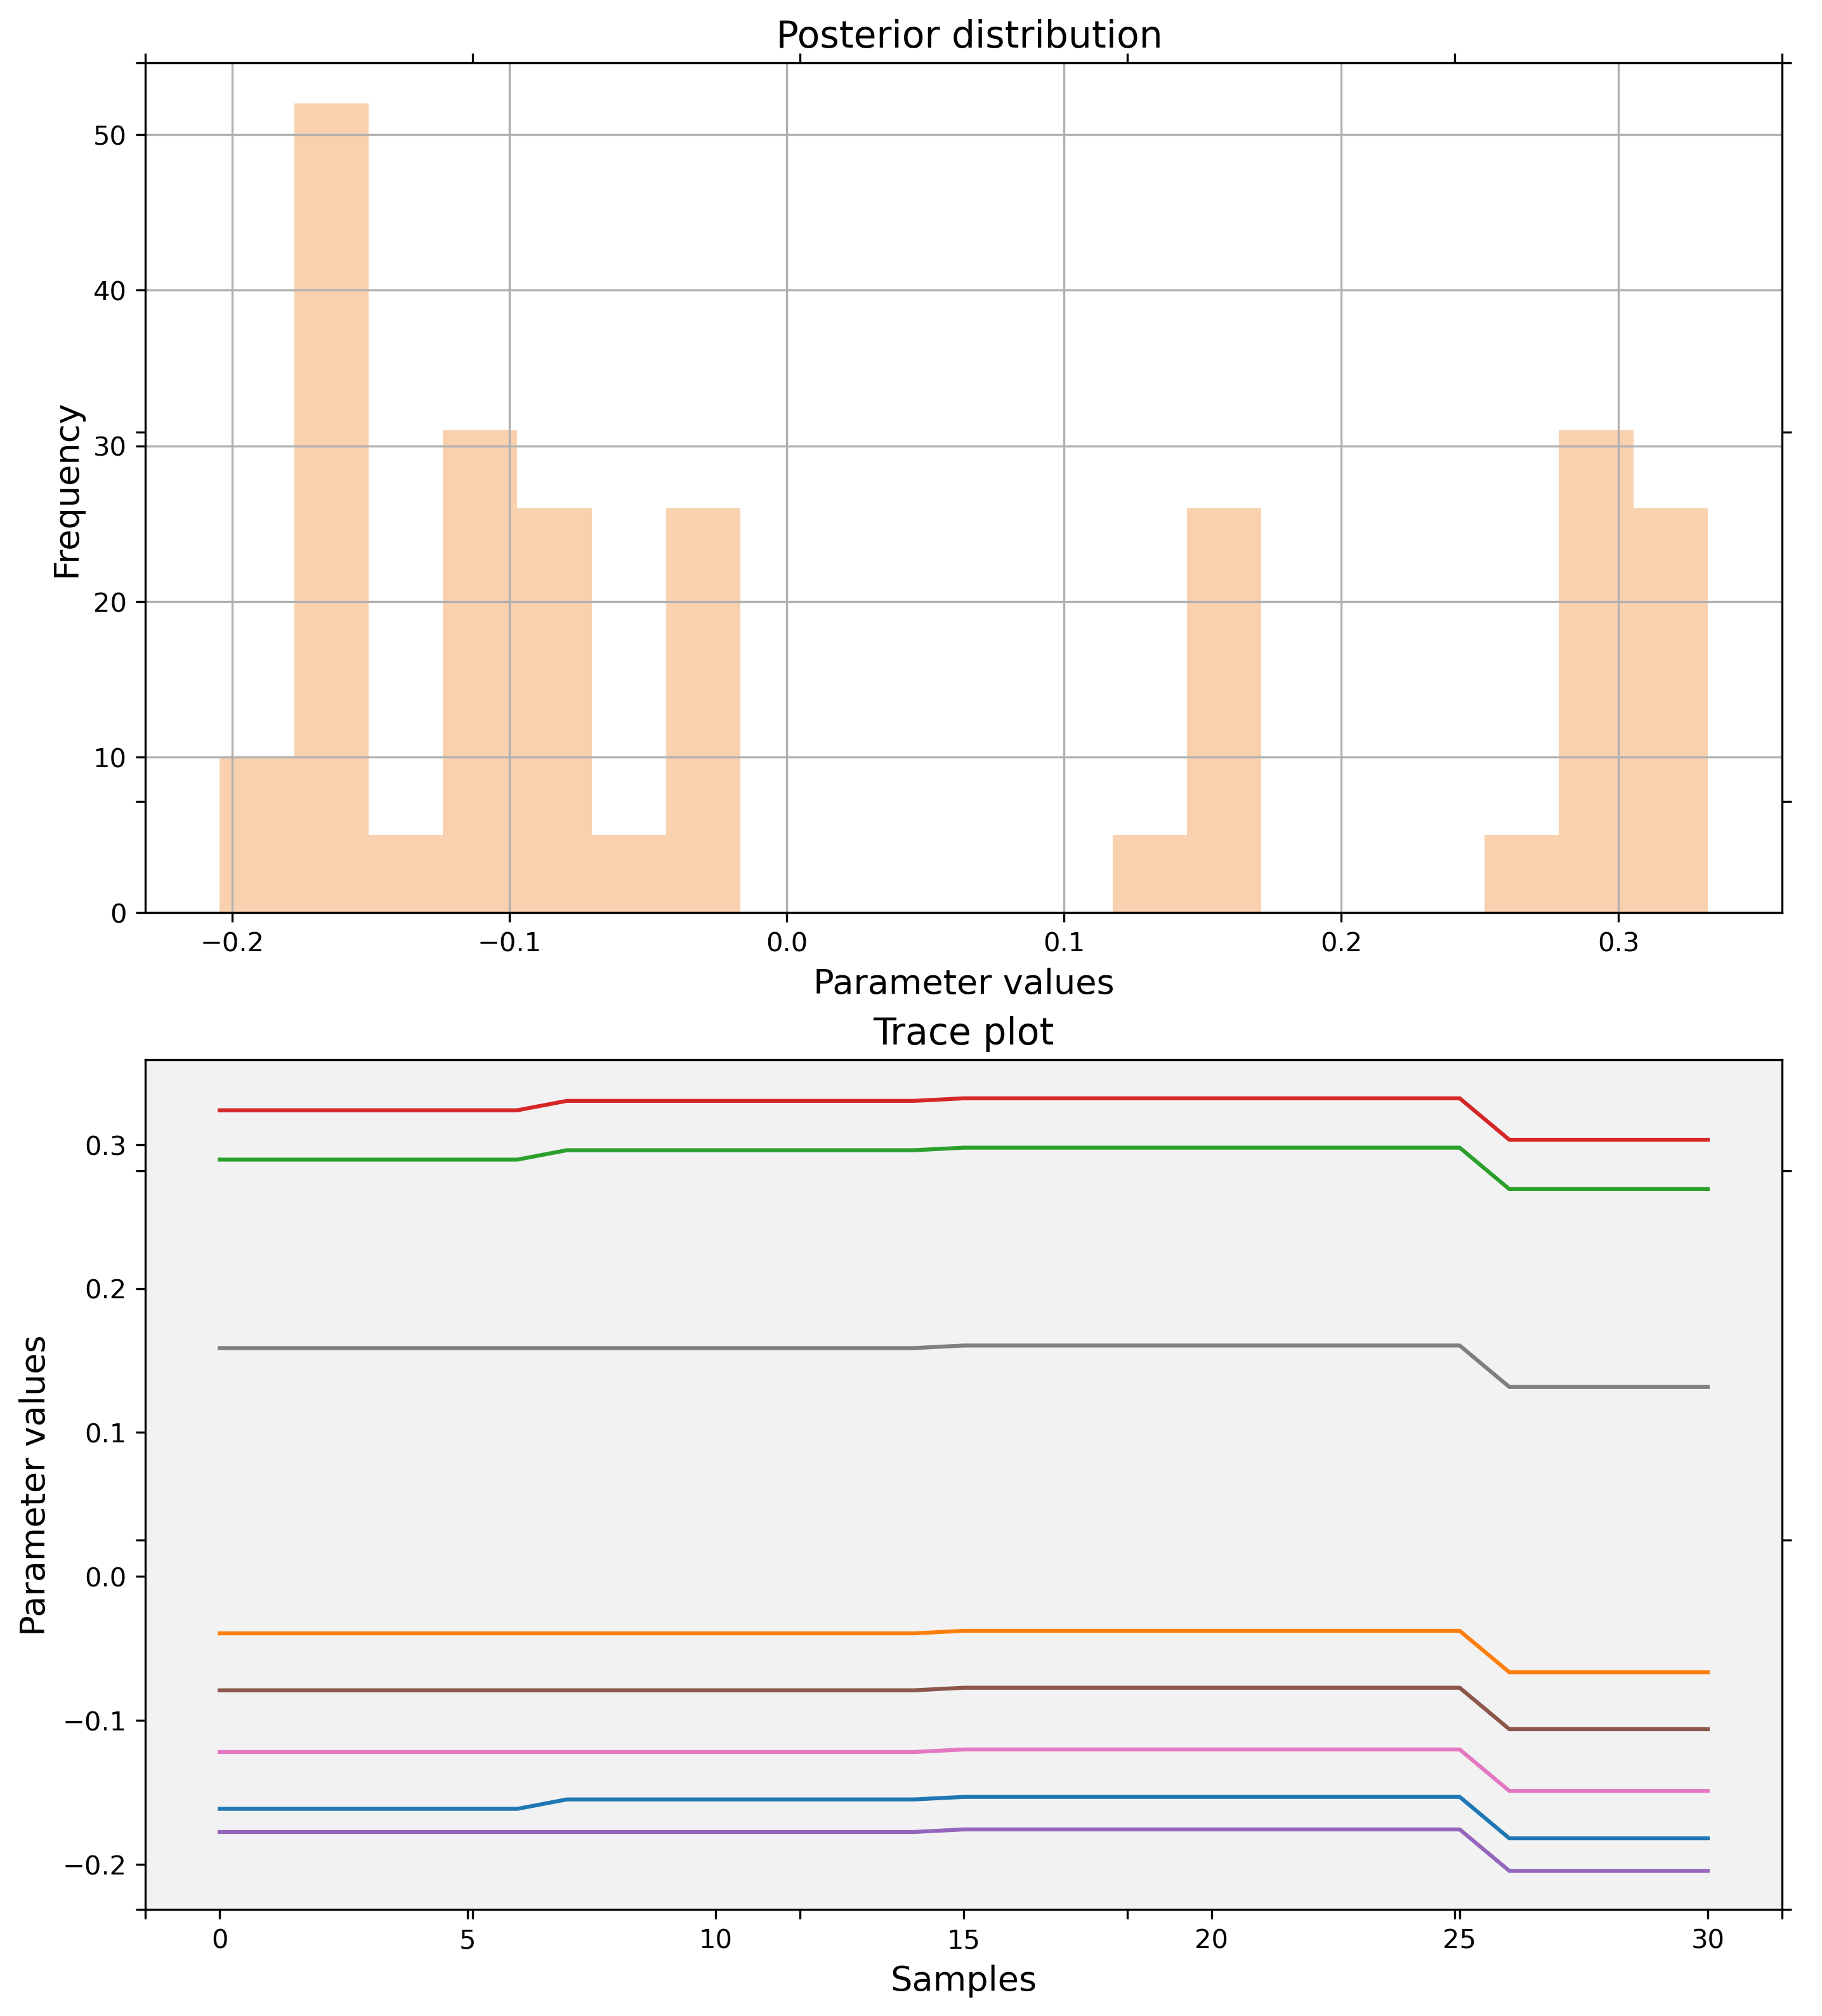 Posterior distribution
50
40
30
20
10
0
Frequency
−0.2 −0.1 0.0 0.1 0.2 0.3
Parameter values
Trace plot
0.3
0.2
0.1
0.0
−0.1
−0.2
Parameter values
0 5 10 15 20 25 30
Samples